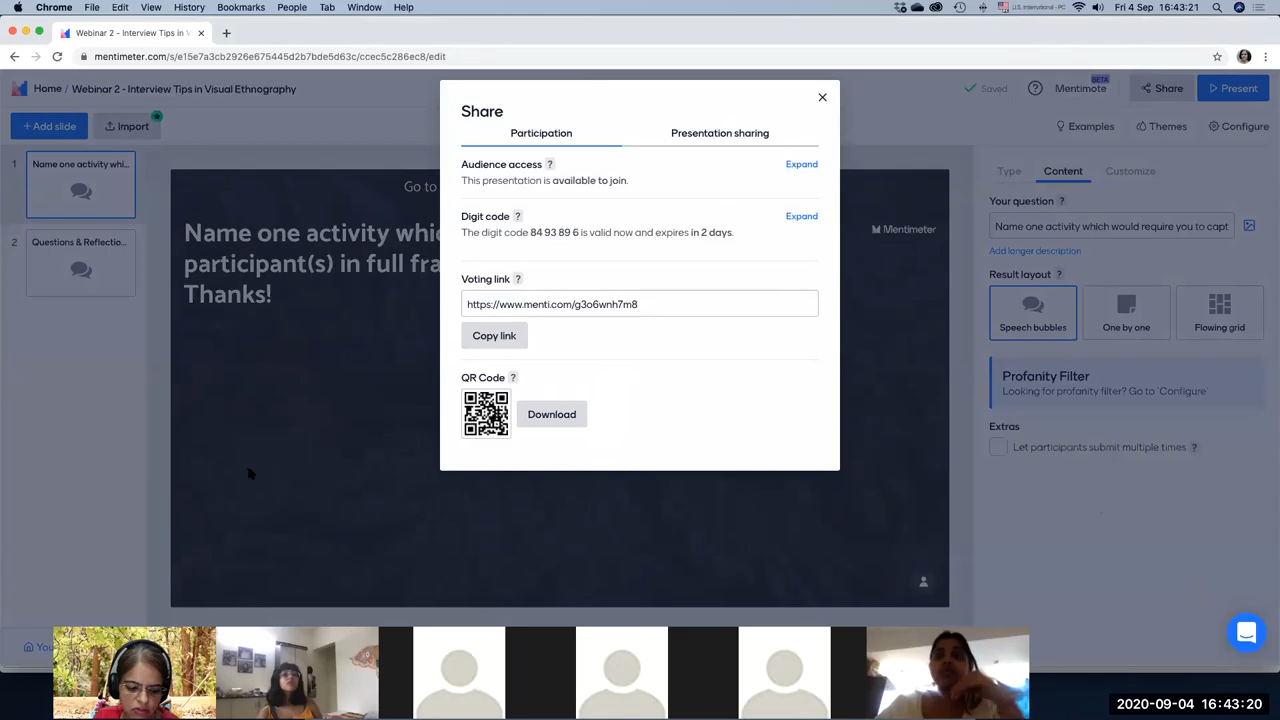 Chrome File Edit View History Bookmarks People Tab Window Help U.S. International - PC Fri 4 Sep 16:43:21
Webinar 2 - Interview Tips in V
mentimeter.com/s/e15e7a3cb2926e675445d2b7bde5d63c/ccec5c286ec8/edit
Home / Webinar 2 - Interview Tips in Visual Ethnography Saved ? Mentimote BETA Share Present
+ Add slide Import Examples Themes Configure
1 Name one activity whi...
2 Questions & Reflectio...
Go to
Name one activity whic
participant(s) in full fra
Thanks!
Mentimeter
Share
Participation Presentation sharing
Audience access ? Expand
This presentation is available to join.
Digit code ? Expand
The digit code 84 93 89 6 is valid now and expires in 2 days.
Voting link ?
https://www.menti.com/g3o6wnh7m8
Copy link
QR Code ?
Download
Type Content Customize
Your question ?
Name one activity which would require you to capt
Add longer description
Result layout ?
Speech bubbles One by one Flowing grid
Profanity Filter
Looking for profanity filter? Go to 'Configure'
Extras
Let participants submit multiple times ?
You
2020-09-04 16:43:20